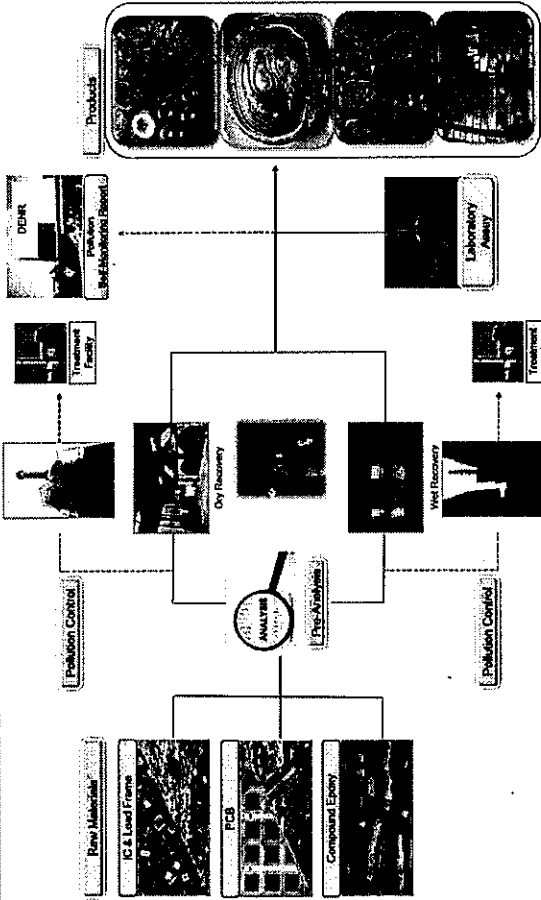 Raw Materials
IC & Lead Frame
PCB
Compound Epoxy
ANALYSIS
Pre-Analysis
Pollution Control
Pollution Control
Dry Recovery
Wet Recovery
Treatment
Facility
Treatment
DENR
Pollution
Self-Monitoring Report
Laboratory
Assay
Products